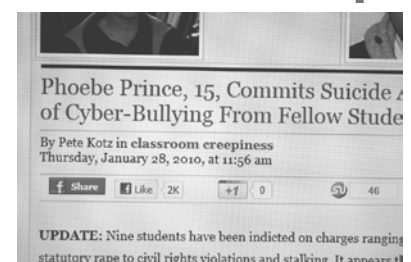 Phoebe Prince, 15, Commits Suicide
of Cyber-Bullying From Fellow Stude
By Pete Kotz in classroom creepiness
Thursday, January 28, 2010, at 11:56 am
f Share f Like 2K +1 0 46
UPDATE: Nine students have been indicted on charges ranging
statutory rape to civil rights violations and stalking. It appears th